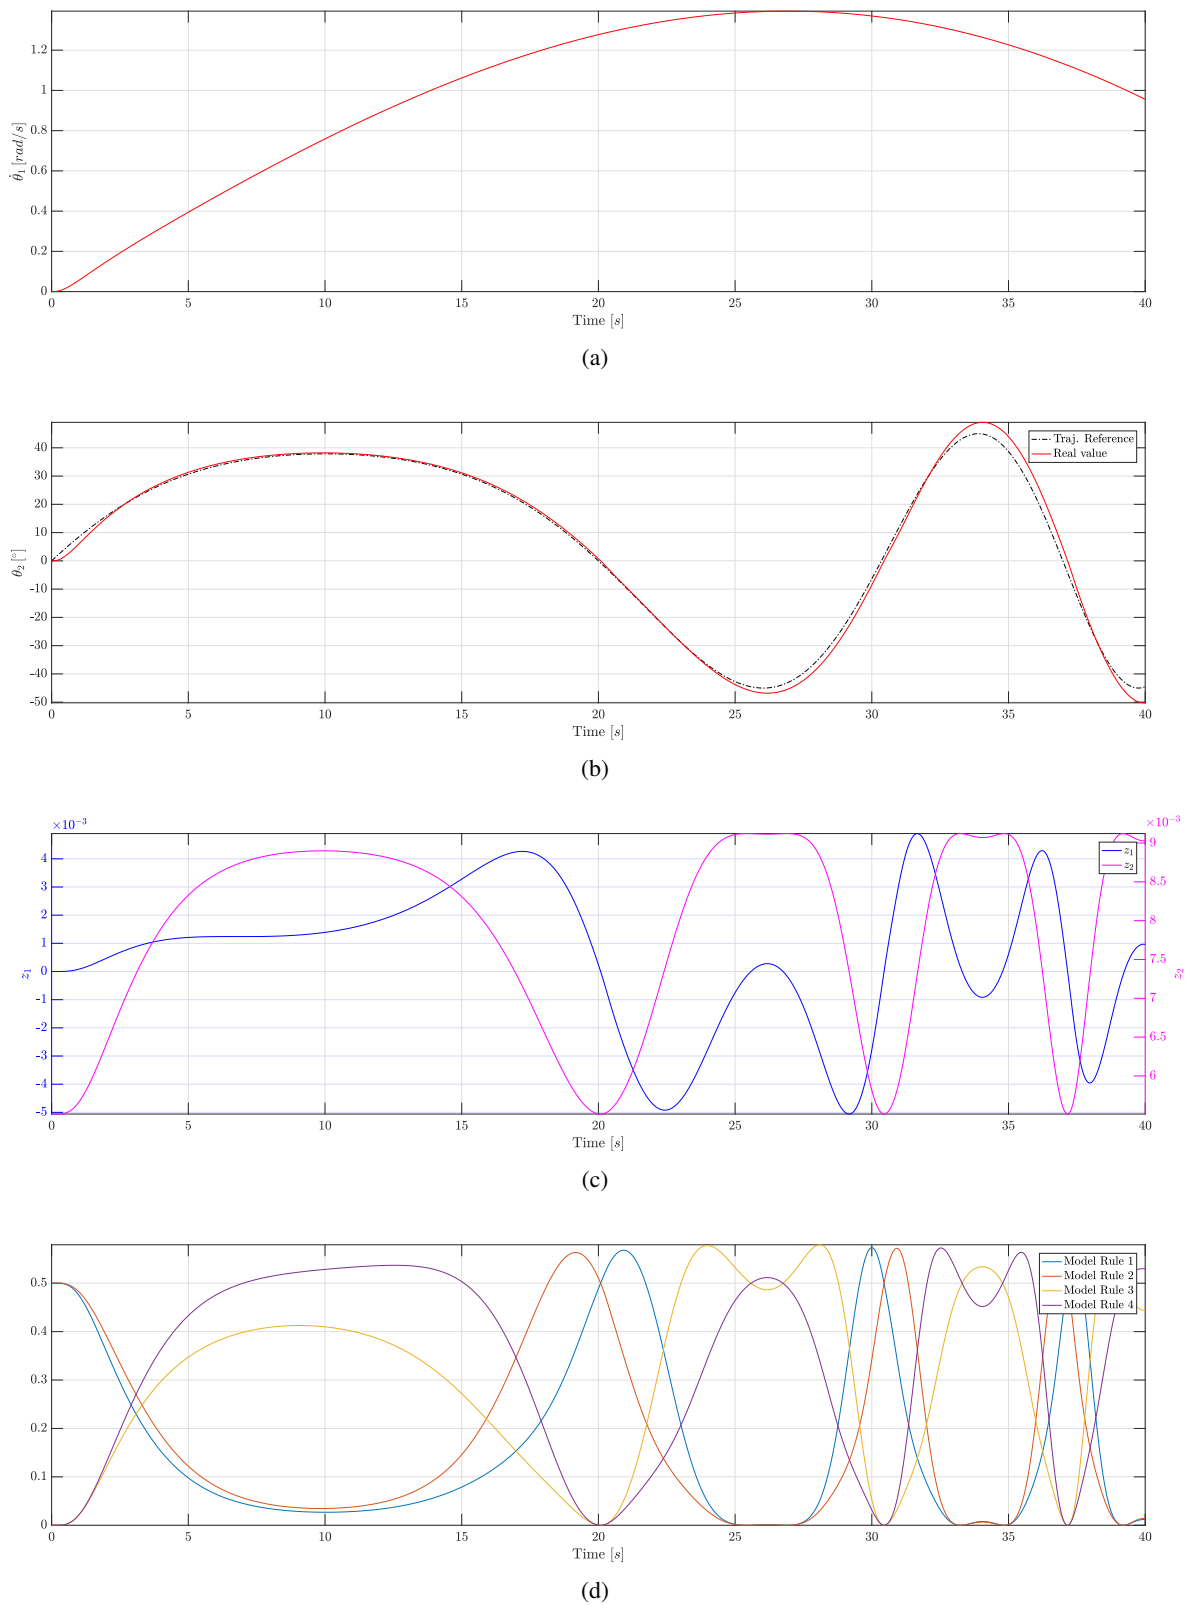 1.2
1
0.8
0.6
0.4
0.2
0
θ̇₁ [rad/s]
0 5 10 15 20 25 30 35 40
Time [s]
(a)
40
30
20
10
0
-10
-20
-30
-40
-50
θ₂ [°]
Traj. Reference
Real value
0 5 10 15 20 25 30 35 40
Time [s]
(b)
×10⁻³
4
3
2
1
0
-1
-2
-3
-4
-5
z₁
×10⁻³
9
8.5
8
7.5
7
6.5
6
z₂
z₁
z₂
0 5 10 15 20 25 30 35 40
Time [s]
(c)
0.5
0.4
0.3
0.2
0.1
0
Model Rule 1
Model Rule 2
Model Rule 3
Model Rule 4
0 5 10 15 20 25 30 35 40
Time [s]
(d)